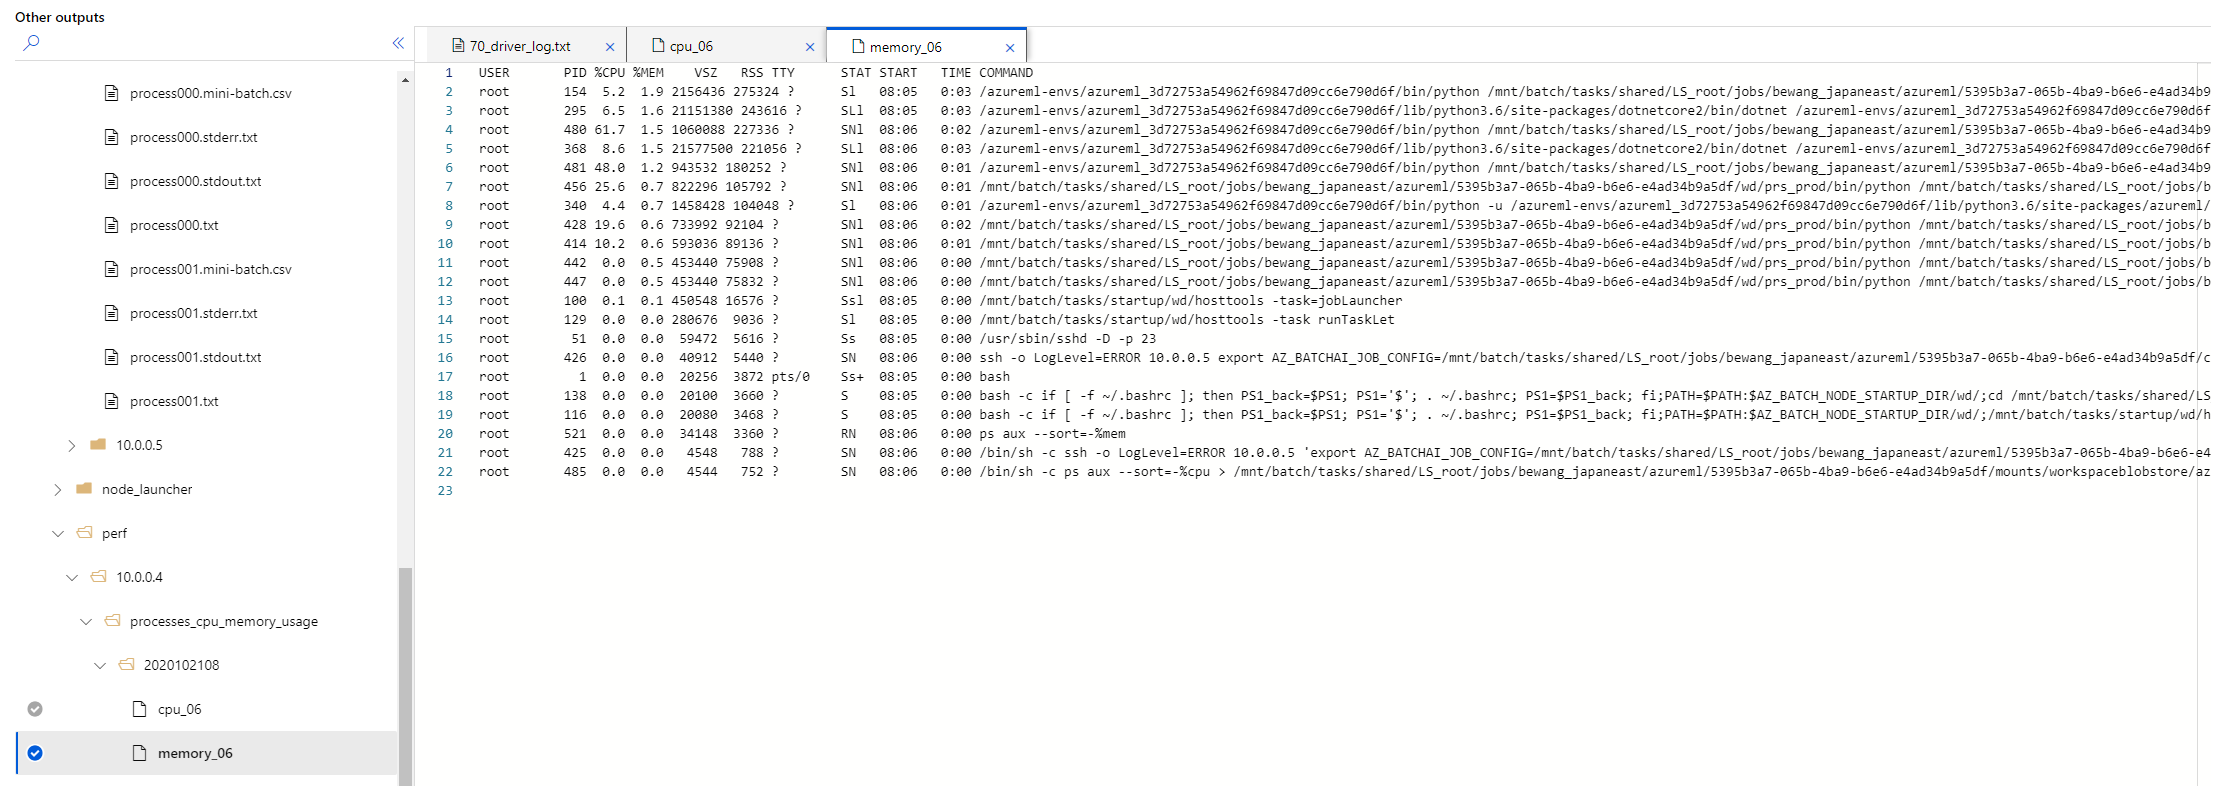 Other outputs
process000.mini-batch.csv
process000.stderr.txt
process000.stdout.txt
process000.txt
process001.mini-batch.csv
process001.stderr.txt
process001.stdout.txt
process001.txt
10.0.0.5
node_launcher
perf
10.0.0.4
processes_cpu_memory_usage
2020102108
cpu_06
memory_06
70_driver_log.txt × cpu_06 × memory_06 ×
1 USER PID %CPU %MEM VSZ RSS TTY STAT START TIME COMMAND
2 root 154 5.2 1.9 2156436 275324 ? Sl 08:05 0:03 /azureml-envs/azureml_3d72753a54962f69847d09cc6e790d6f/bin/python /mnt/batch/tasks/shared/LS_root/jobs/bewang_japaneast/azureml/5395b3a7-065b-4ba9-b6e6-e4ad34b9
3 root 295 6.5 1.6 21151380 243616 ? SLl 08:05 0:03 /azureml-envs/azureml_3d72753a54962f69847d09cc6e790d6f/lib/python3.6/site-packages/dotnetcore2/bin/dotnet /azureml-envs/azureml_3d72753a54962f69847d09cc6e790d6f
4 root 480 61.7 1.5 1060088 227336 ? SNl 08:06 0:02 /azureml-envs/azureml_3d72753a54962f69847d09cc6e790d6f/bin/python /mnt/batch/tasks/shared/LS_root/jobs/bewang_japaneast/azureml/5395b3a7-065b-4ba9-b6e6-e4ad34b9
5 root 368 8.6 1.5 21577500 221056 ? SLl 08:06 0:03 /azureml-envs/azureml_3d72753a54962f69847d09cc6e790d6f/lib/python3.6/site-packages/dotnetcore2/bin/dotnet /azureml-envs/azureml_3d72753a54962f69847d09cc6e790d6f
6 root 481 48.0 1.2 943532 180252 ? SNl 08:06 0:01 /azureml-envs/azureml_3d72753a54962f69847d09cc6e790d6f/bin/python /mnt/batch/tasks/shared/LS_root/jobs/bewang_japaneast/azureml/5395b3a7-065b-4ba9-b6e6-e4ad34b9
7 root 456 25.6 0.7 822296 105792 ? SNl 08:06 0:01 /mnt/batch/tasks/shared/LS_root/jobs/bewang_japaneast/azureml/5395b3a7-065b-4ba9-b6e6-e4ad34b9a5df/wd/prs_prod/bin/python /mnt/batch/tasks/shared/LS_root/jobs/b
8 root 340 4.4 0.7 1458428 104048 ? Sl 08:06 0:01 /azureml-envs/azureml_3d72753a54962f69847d09cc6e790d6f/bin/python -u /azureml-envs/azureml_3d72753a54962f69847d09cc6e790d6f/lib/python3.6/site-packages/azureml/
9 root 428 19.6 0.6 733992 92104 ? SNl 08:06 0:02 /mnt/batch/tasks/shared/LS_root/jobs/bewang_japaneast/azureml/5395b3a7-065b-4ba9-b6e6-e4ad34b9a5df/wd/prs_prod/bin/python /mnt/batch/tasks/shared/LS_root/jobs/b
10 root 414 10.2 0.6 593036 89136 ? SNl 08:06 0:01 /mnt/batch/tasks/shared/LS_root/jobs/bewang_japaneast/azureml/5395b3a7-065b-4ba9-b6e6-e4ad34b9a5df/wd/prs_prod/bin/python /mnt/batch/tasks/shared/LS_root/jobs/b
11 root 442 0.0 0.5 453440 75908 ? SNl 08:06 0:00 /mnt/batch/tasks/shared/LS_root/jobs/bewang_japaneast/azureml/5395b3a7-065b-4ba9-b6e6-e4ad34b9a5df/wd/prs_prod/bin/python /mnt/batch/tasks/shared/LS_root/jobs/b
12 root 447 0.0 0.5 453440 75832 ? SNl 08:06 0:00 /mnt/batch/tasks/shared/LS_root/jobs/bewang_japaneast/azureml/5395b3a7-065b-4ba9-b6e6-e4ad34b9a5df/wd/prs_prod/bin/python /mnt/batch/tasks/shared/LS_root/jobs/b
13 root 100 0.1 0.1 450548 16576 ? Ssl 08:05 0:00 /mnt/batch/tasks/startup/wd/hosttools -task=jobLauncher
14 root 129 0.0 0.0 280676 9036 ? Sl 08:05 0:00 /mnt/batch/tasks/startup/wd/hosttools -task runTaskLet
15 root 51 0.0 0.0 59472 5616 ? Ss 08:05 0:00 /usr/sbin/sshd -D -p 23
16 root 426 0.0 0.0 40912 5440 ? SN 08:06 0:00 ssh -o LogLevel=ERROR 10.0.0.5 export AZ_BATCHAI_JOB_CONFIG=/mnt/batch/tasks/shared/LS_root/jobs/bewang_japaneast/azureml/5395b3a7-065b-4ba9-b6e6-e4ad34b9a5df/c
17 root 1 0.0 0.0 20256 3872 pts/0 Ss+ 08:05 0:00 bash
18 root 138 0.0 0.0 20100 3660 ? S 08:05 0:00 bash -c if [ -f ~/.bashrc ]; then PS1_back=$PS1; PS1='$'; . ~/.bashrc; PS1=$PS1_back; fi;PATH=$PATH:$AZ_BATCH_NODE_STARTUP_DIR/wd/;cd /mnt/batch/tasks/shared/LS
19 root 116 0.0 0.0 20080 3468 ? S 08:05 0:00 bash -c if [ -f ~/.bashrc ]; then PS1_back=$PS1; PS1='$'; . ~/.bashrc; PS1=$PS1_back; fi;PATH=$PATH:$AZ_BATCH_NODE_STARTUP_DIR/wd/;/mnt/batch/tasks/startup/wd/h
20 root 521 0.0 0.0 34148 3360 ? RN 08:06 0:00 ps aux --sort=-%mem
21 root 425 0.0 0.0 4548 788 ? SN 08:06 0:00 /bin/sh -c ssh -o LogLevel=ERROR 10.0.0.5 'export AZ_BATCHAI_JOB_CONFIG=/mnt/batch/tasks/shared/LS_root/jobs/bewang_japaneast/azureml/5395b3a7-065b-4ba9-b6e6-e4
22 root 485 0.0 0.0 4544 752 ? SN 08:06 0:00 /bin/sh -c ps aux --sort=-%cpu > /mnt/batch/tasks/shared/LS_root/jobs/bewang_japaneast/azureml/5395b3a7-065b-4ba9-b6e6-e4ad34b9a5df/mounts/workspaceblobstore/az
23